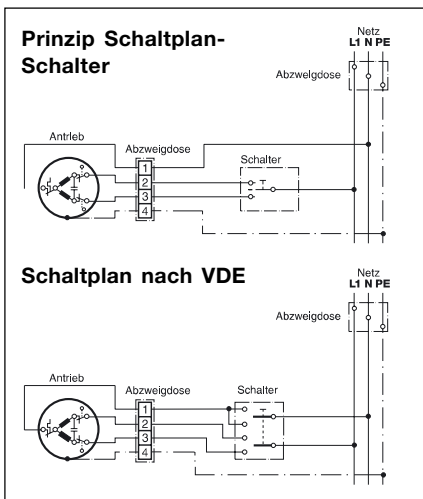 Prinzip Schaltplan-
Schalter
Netz
L1 N PE
Abzweigdose
Antrieb
Abzweigdose
Schalter
1
2
3
4
Schaltplan nach VDE
Netz
L1 N PE
Abzweigdose
Antrieb
Abzweigdose
Schalter
1
2
3
4